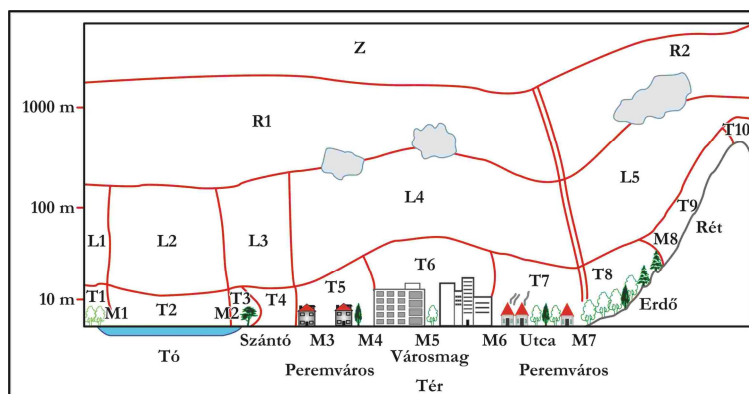 Z
R2
1000 m
R1
T10
L5
100 m
L4
T9
L1
L2
L3
Rét
M8
T6
T1
T3
T5
T7
T8
10 m
M1
T2
M2
T4
Erdő
Tó
Szántó
M3
M4
M5
M6
Utca
M7
Peremváros
Városmag
Peremváros
Tér